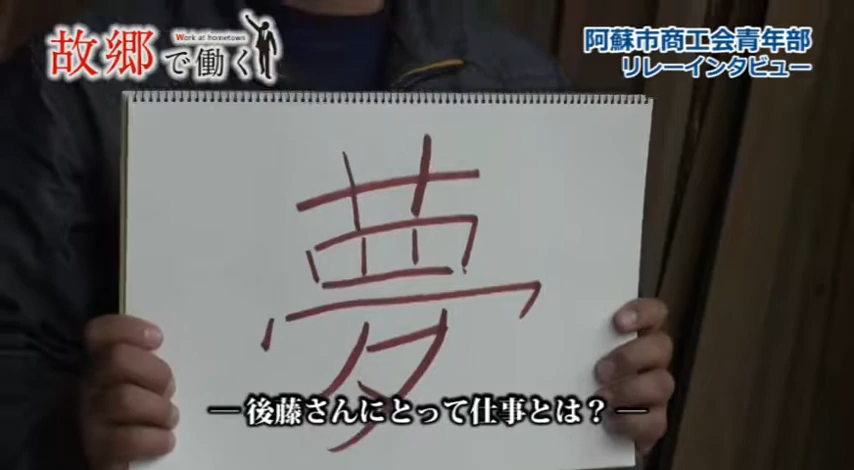 Work at hometown
故郷で働く
阿蘇市商工会青年部
リレーインタビュー
夢
― 後藤さんにとって仕事とは？ ―